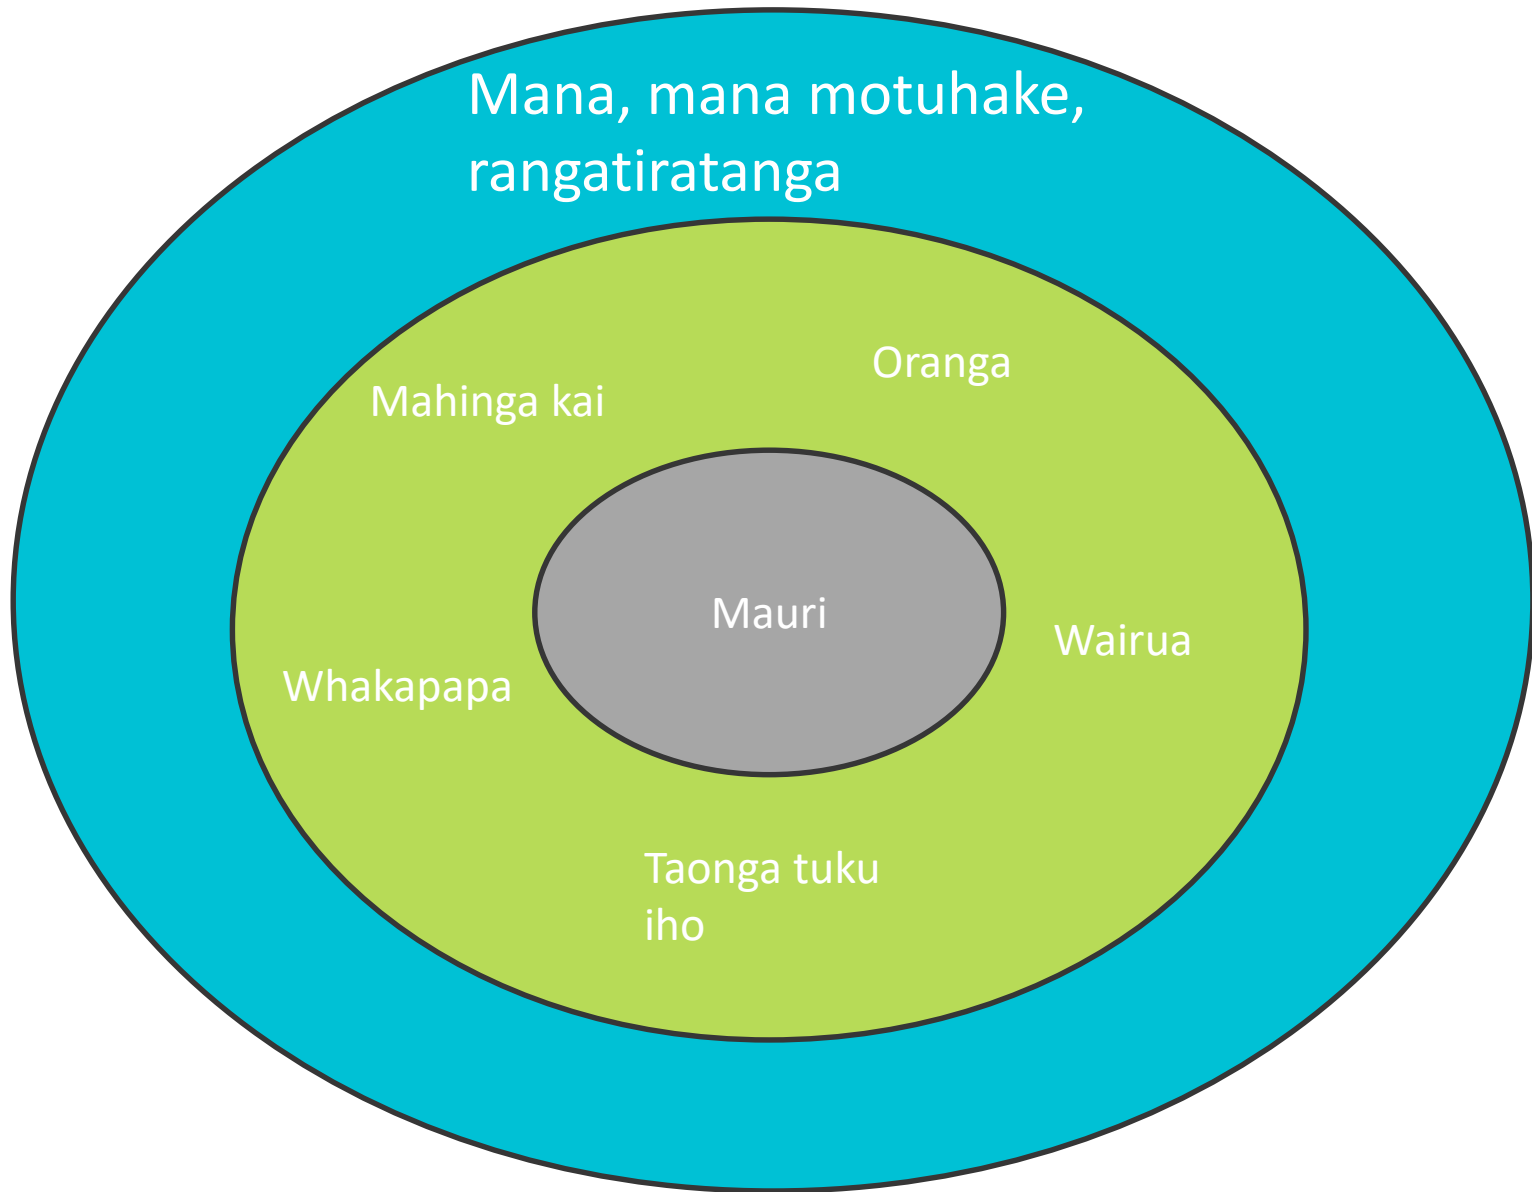 Mana, mana motuhake,
rangatiratanga
Oranga
Mahinga kai
Mauri
Wairua
Whakapapa
Taonga tuku
iho